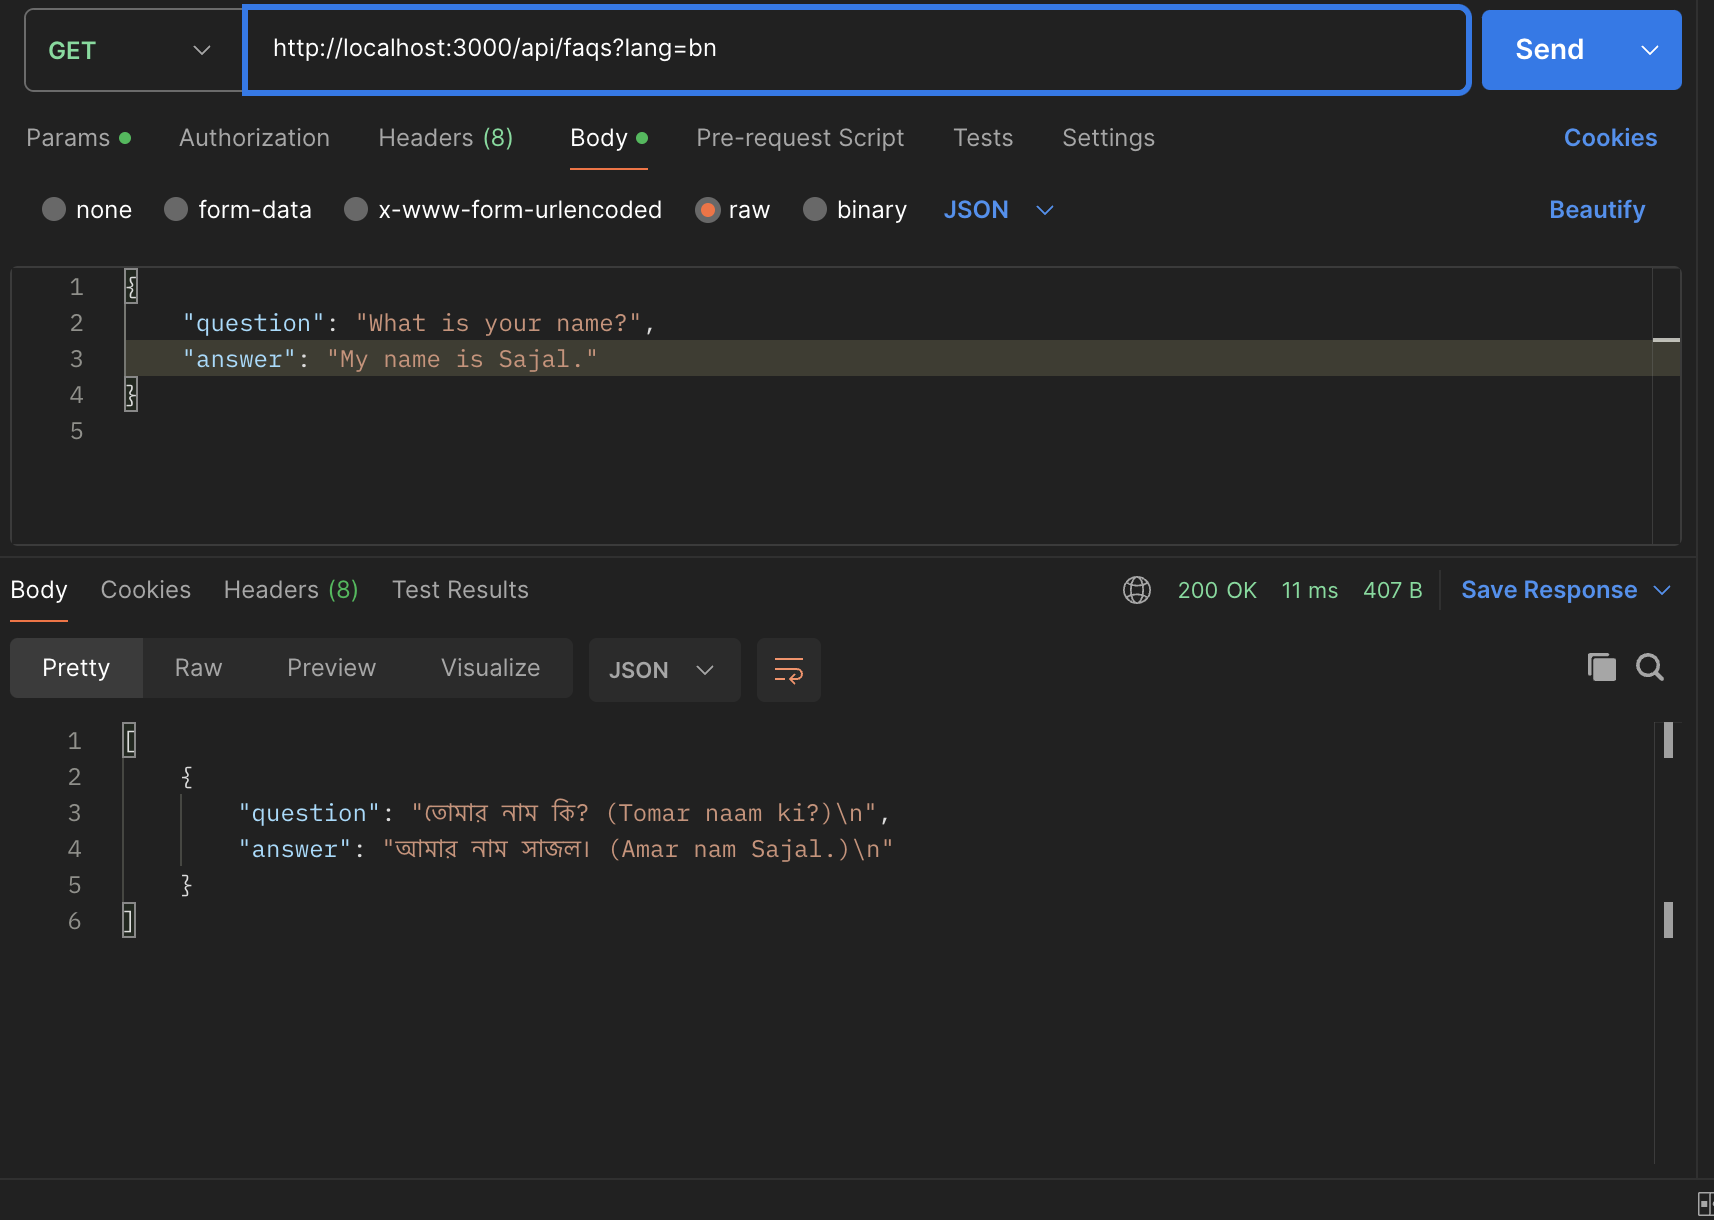 GET http://localhost:3000/api/faqs?lang=bn Send
Params Authorization Headers (8) Body Pre-request Script Tests Settings Cookies
none form-data x-www-form-urlencoded raw binary JSON Beautify
1 {
2 "question": "What is your name?",
3 "answer": "My name is Sajal."
4 }
5
Body Cookies Headers (8) Test Results 200 OK 11 ms 407 B Save Response
Pretty Raw Preview Visualize JSON
1 [
2 {
3 "question": "তোমার নাম কি? (Tomar naam ki?)\n",
4 "answer": "আমার নাম সাজল। (Amar nam Sajal.)\n"
5 }
6 ]